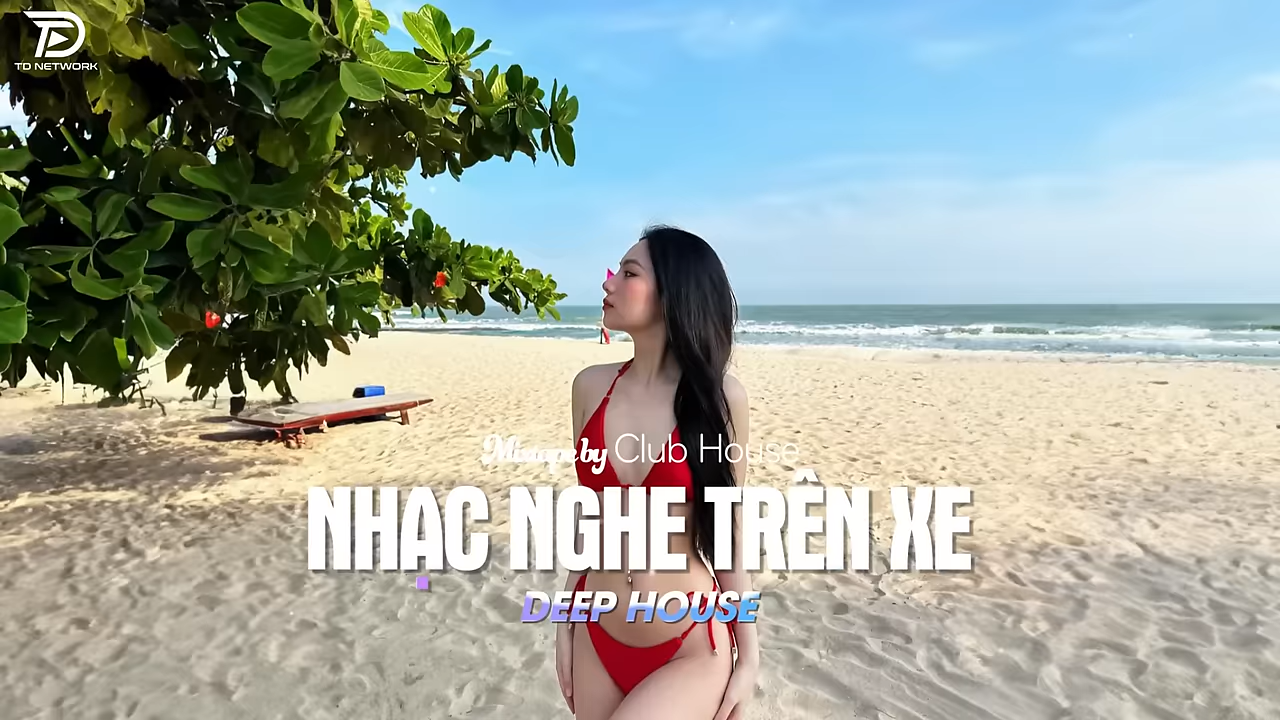 TD NETWORK
Mixtape by Club House
NHẠC NGHE TRÊN XE
DEEP HOUSE